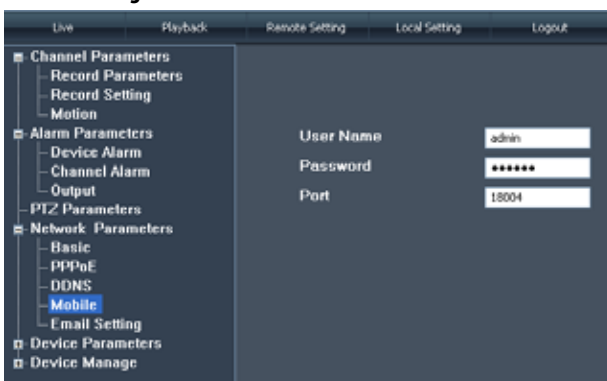 Live Playback Remote Setting Local Setting Logout
Channel Parameters
Record Parameters
Record Setting
Motion
Alarm Parameters
Device Alarm
Channel Alarm
Output
PTZ Parameters
Network Parameters
Basic
PPPoE
DDNS
Mobile
Email Setting
Device Parameters
Device Manage
User Name admin
Password ●●●●●●
Port 18004